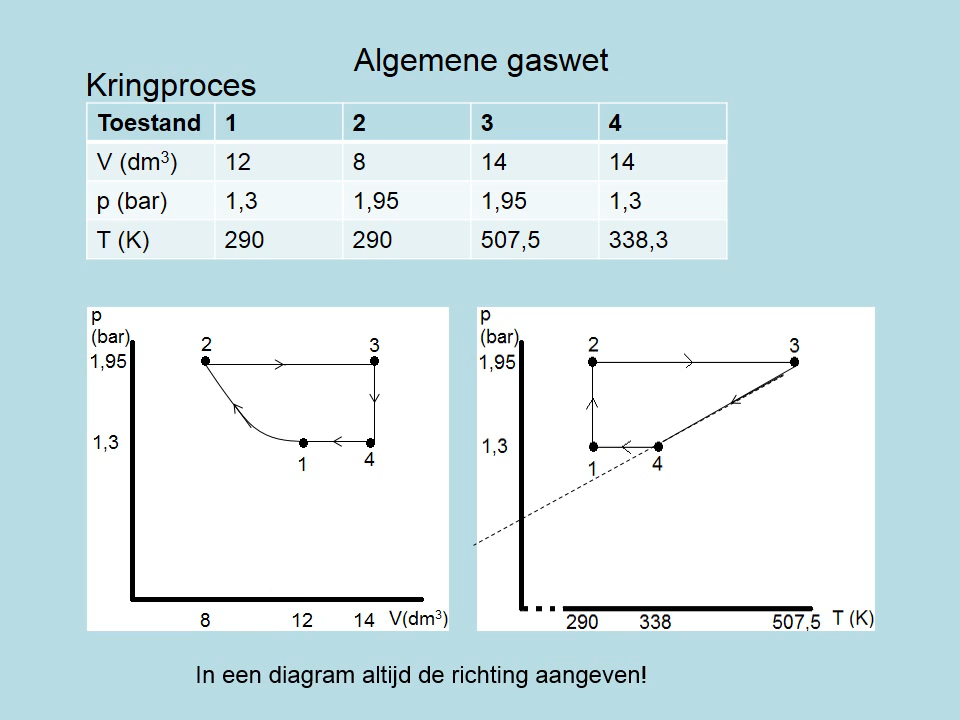 Algemene gaswet
Kringproces
Toestand 1 2 3 4
V (dm³) 12 8 14 14
p (bar) 1,3 1,95 1,95 1,3
T (K) 290 290 507,5 338,3
p
(bar)
2
3
1,95
1,3
1
4
8 12 14 V(dm³)
p
(bar)
2
3
1,95
1,3
1
4
290 338 507,5 T (K)
In een diagram altijd de richting aangeven!